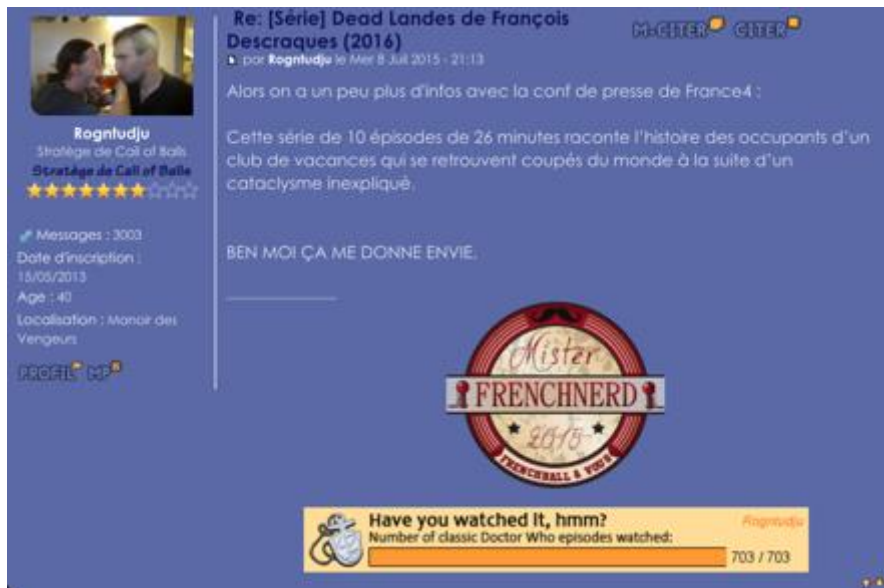 Re: [Série] Dead Landes de François
Descraques (2016)
M-CITER CITER
par Rogntudju le Mer 8 Juil 2015 - 21:13
Alors on a un peu plus d'infos avec la conf de presse de France4 :
Cette série de 10 épisodes de 26 minutes raconte l'histoire des occupants d'un
club de vacances qui se retrouvent coupés du monde à la suite d'un
cataclysme inexpliqué.
BEN MOI ÇA ME DONNE ENVIE.
Rogntudju
Stratège de Call of Balls
Stratège de Call of Balls
Messages : 3003
Date d'inscription :
15/05/2013
Age : 40
Localisation : Manoir des
Vengeurs
PROFIL MP
Mister
FRENCHNERD
2015
FRENCHBALL & VOUS
Have you watched it, hmm?
Rogntudju
Number of classic Doctor Who episodes watched:
703 / 703